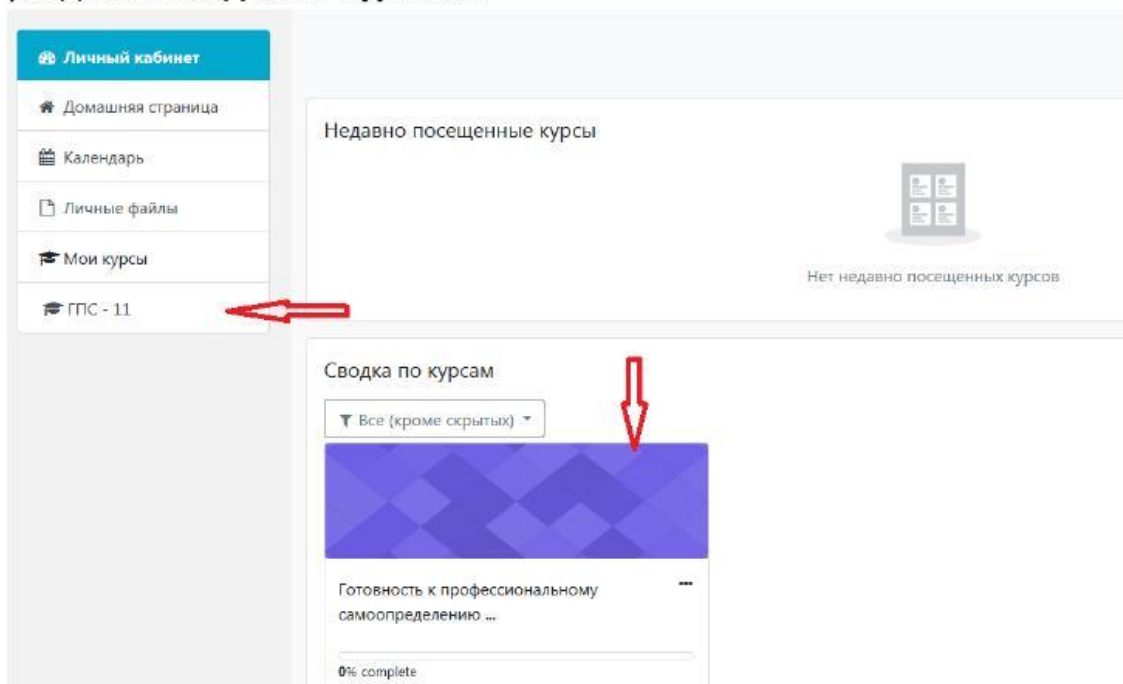 Личный кабинет
Домашняя страница
Календарь
Личные файлы
Мои курсы
ГПС - 11
Недавно посещенные курсы
Нет недавно посещенных курсов
Сводка по курсам
Все (кроме скрытых)
Готовность к профессиональному
самоопределению ...
0% complete